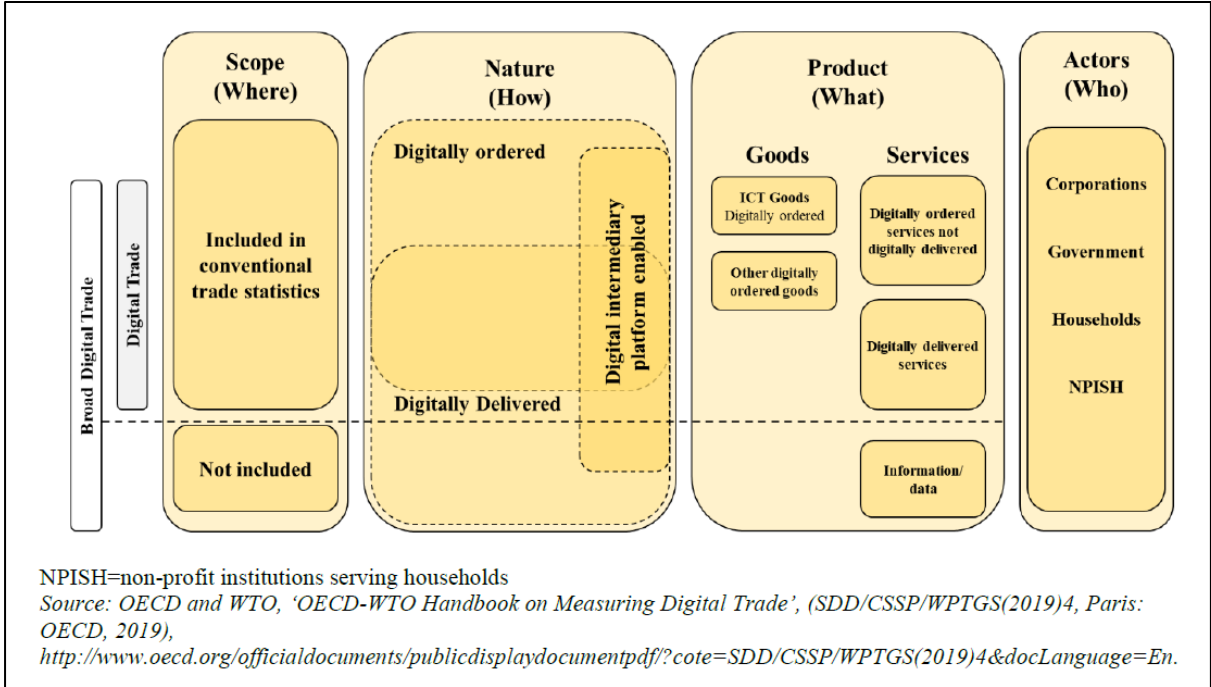 Broad Digital Trade
Digital Trade
Scope
(Where)
Included in
conventional
trade statistics
Not included
Nature
(How)
Digitally ordered
Digitally Delivered
Digital intermediary
platform enabled
Product
(What)
Goods
ICT Goods
Digitally ordered
Other digitally
ordered goods
Services
Digitally ordered
services not
digitally delivered
Digitally delivered
services
Information/
data
Actors
(Who)
Corporations
Government
Households
NPISH
NPISH=non-profit institutions serving households
Source: OECD and WTO, ‘OECD-WTO Handbook on Measuring Digital Trade’, (SDD/CSSP/WPTGS(2019)4, Paris:
OECD, 2019),
http://www.oecd.org/officialdocuments/publicdisplaydocumentpdf/?cote=SDD/CSSP/WPTGS(2019)4&docLanguage=En.